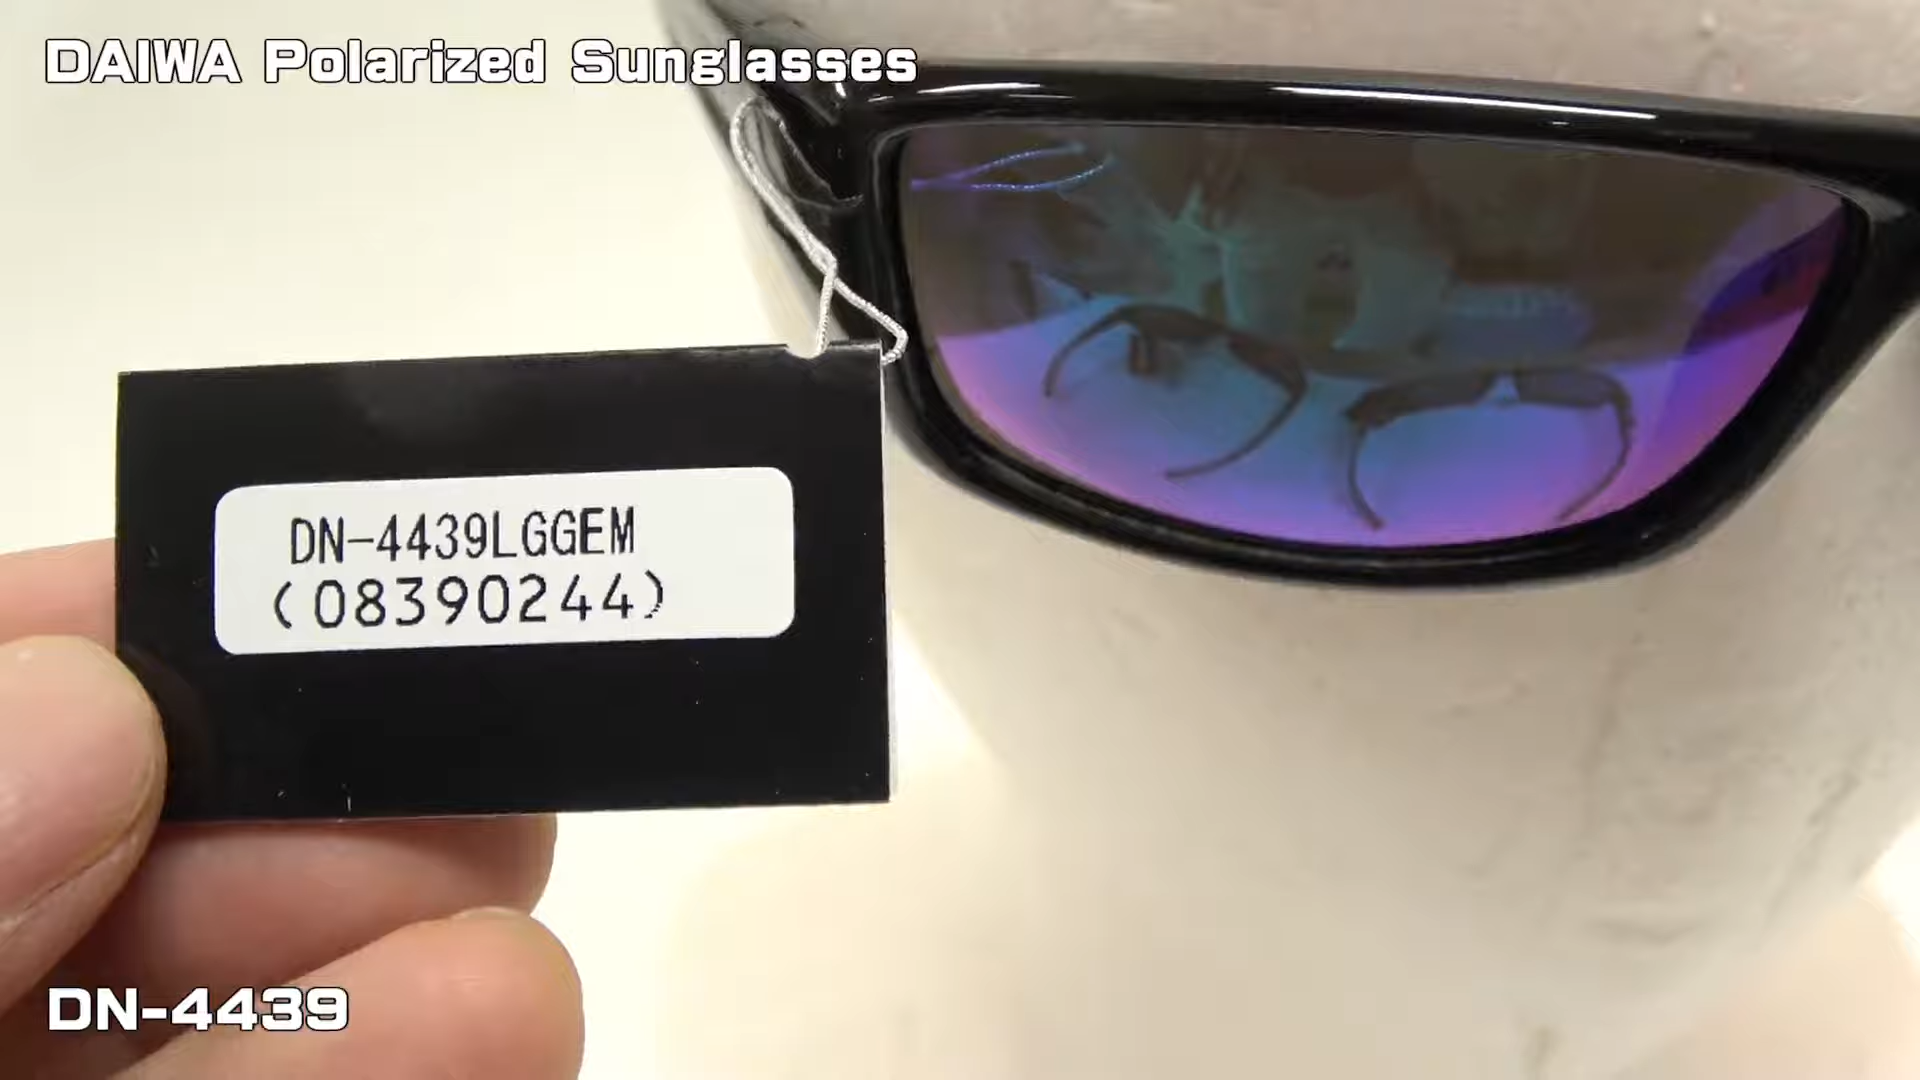 DAIWA Polarized Sunglasses
DN-4439LGGEM
(08390244)
DN-4439